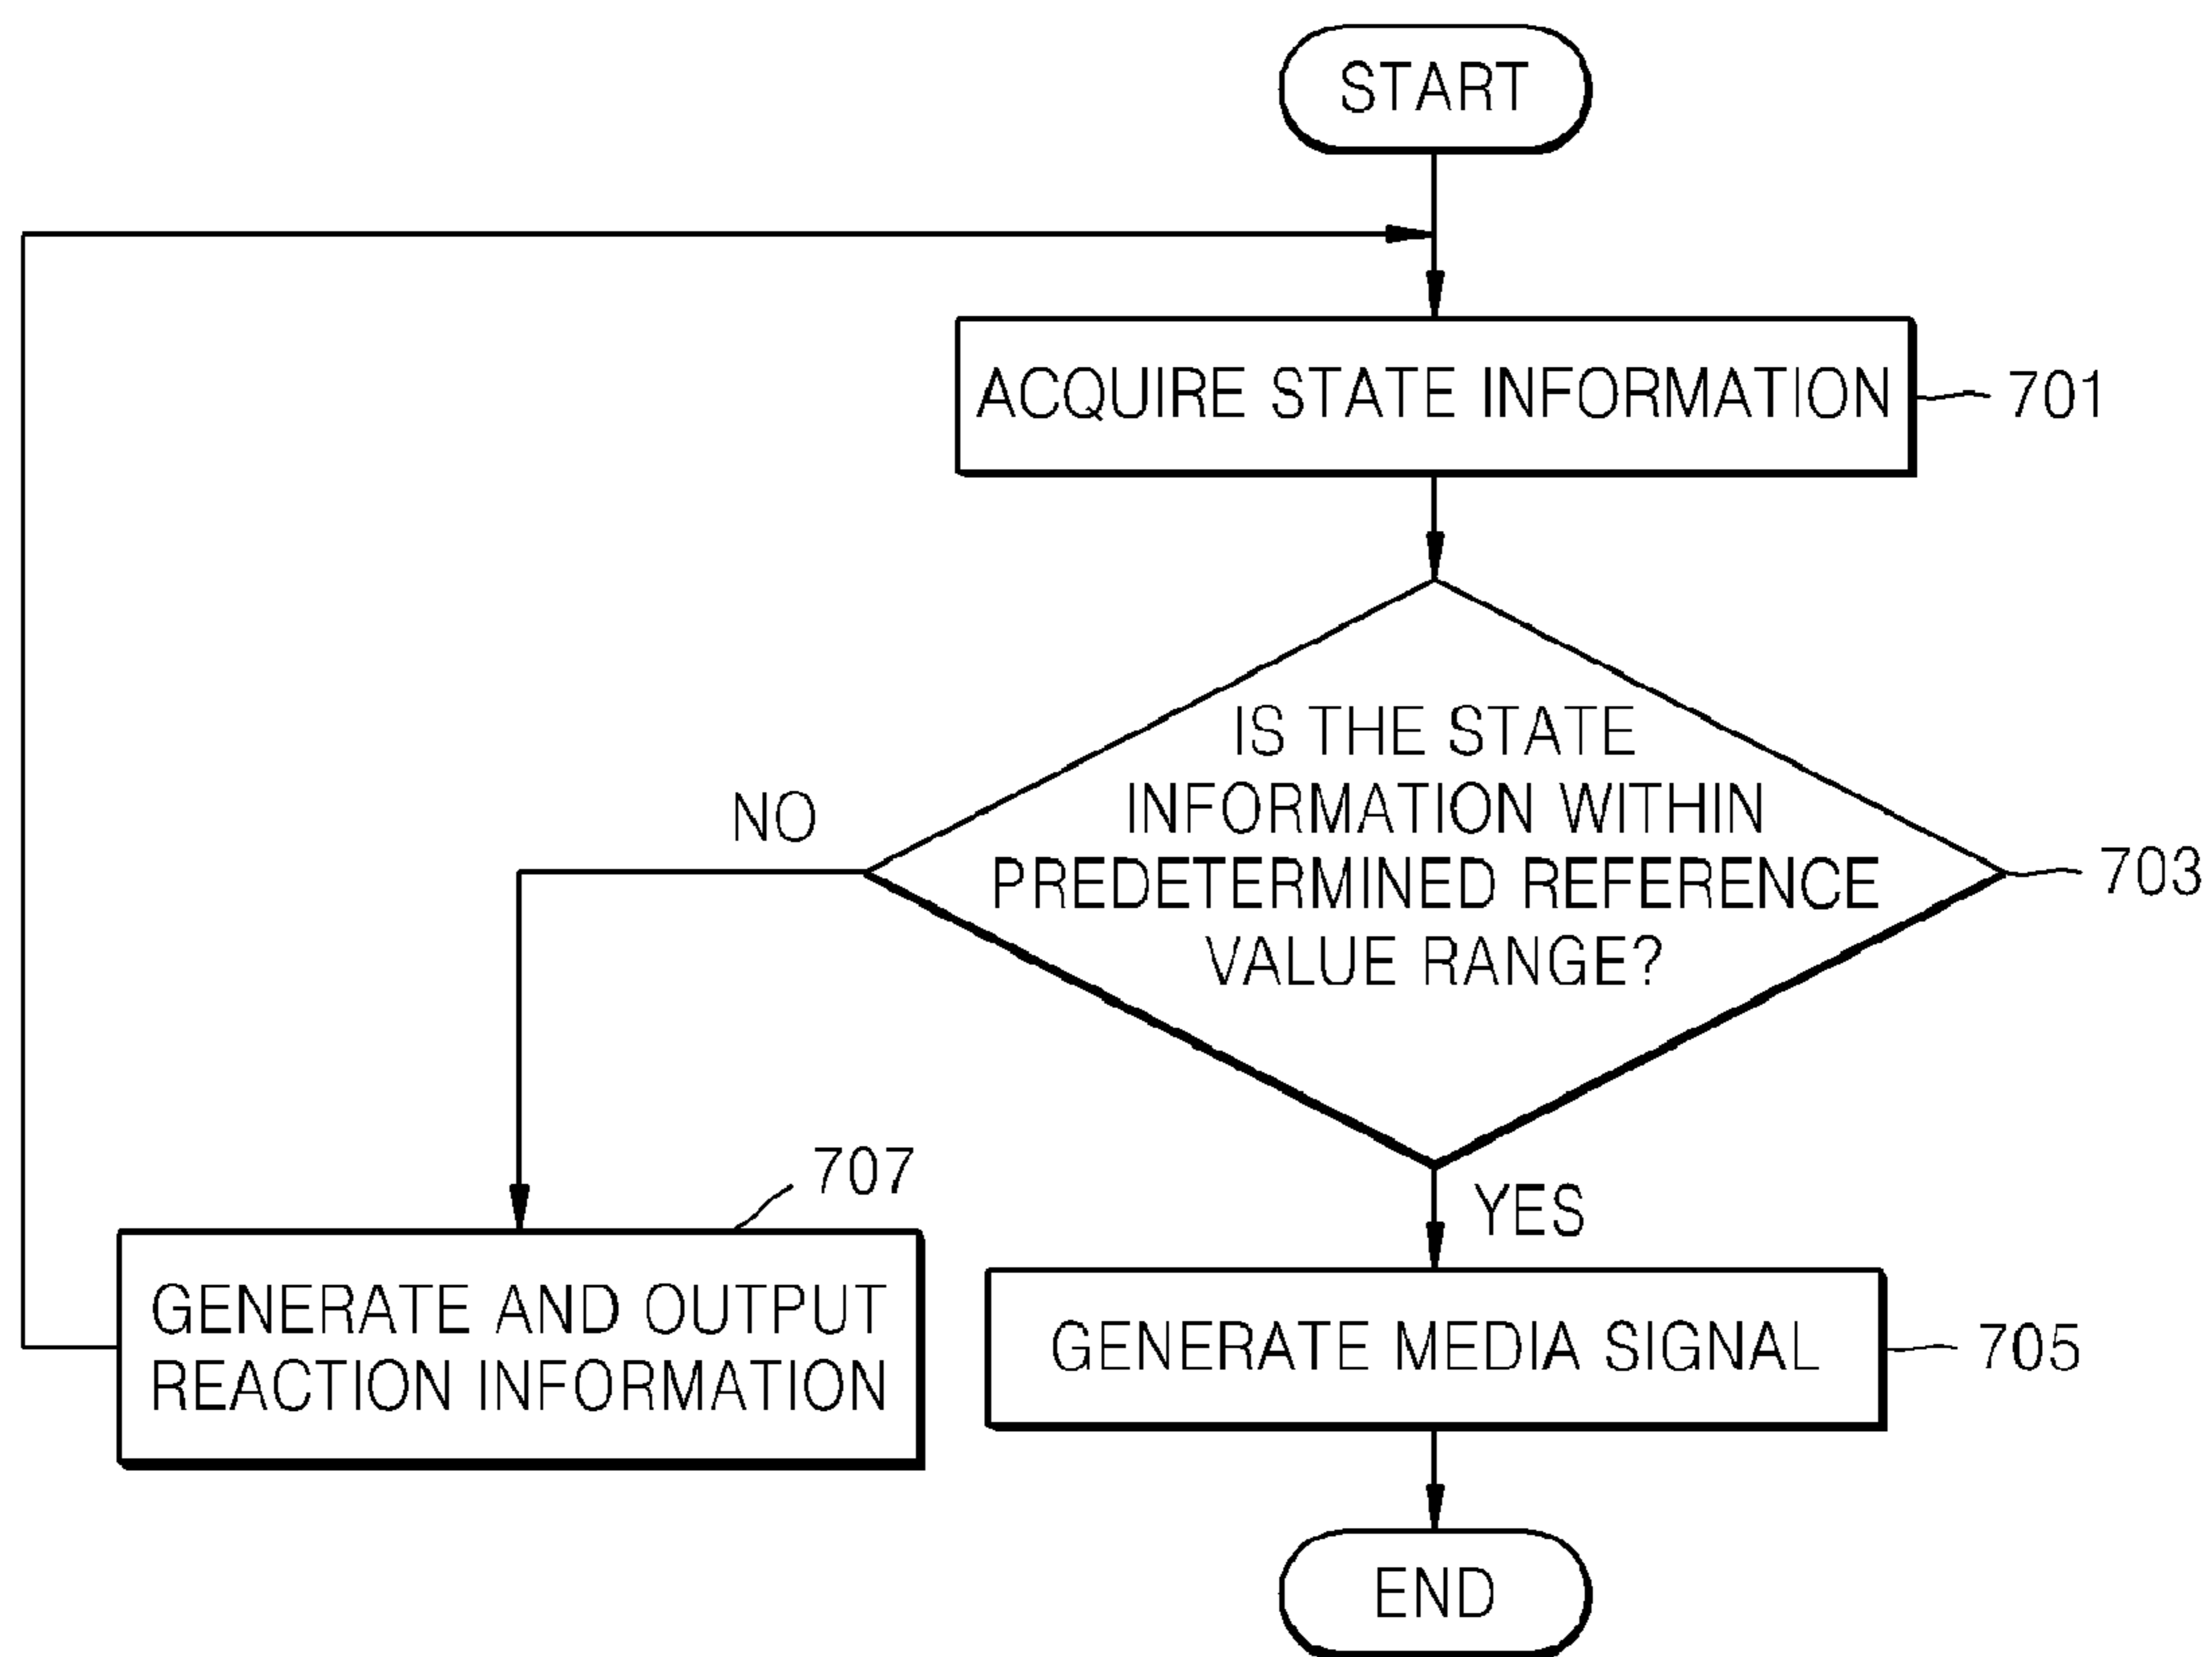 START
ACQUIRE STATE INFORMATION
701
IS THE STATE
INFORMATION WITHIN
PREDETERMINED REFERENCE
VALUE RANGE?
703
NO
YES
707
GENERATE AND OUTPUT
REACTION INFORMATION
GENERATE MEDIA SIGNAL
705
END